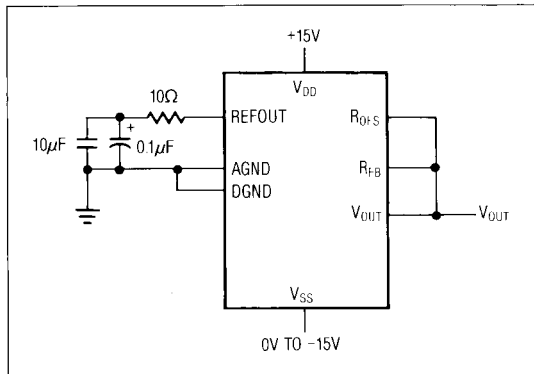 +15V
V_DD
10Ω
REFOUT
R_OFS
+
10μF
0.1μF
AGND
R_FB
DGND
V_OUT
V_OUT
V_SS
0V TO -15V